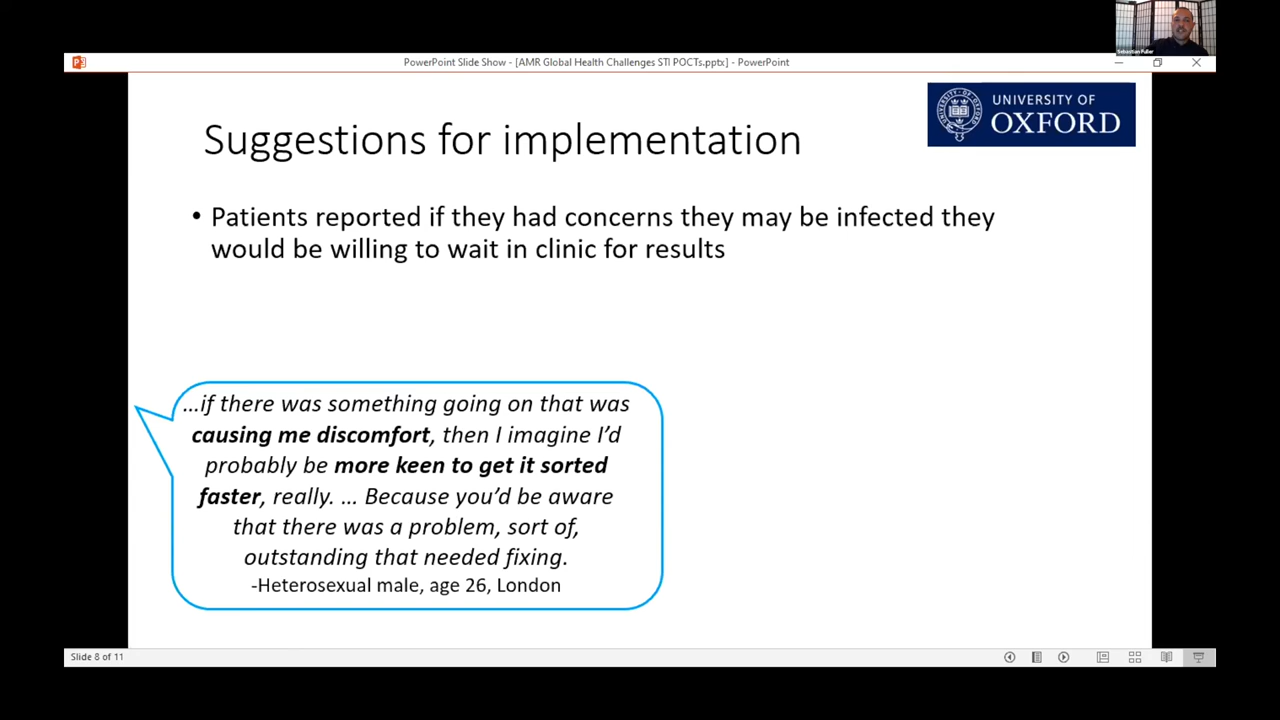 Sebastian Fuller
PowerPoint Slide Show - [AMR Global Health Challenges STI POCTs.pptx] - PowerPoint
UNIVERSITY OF
OXFORD
Suggestions for implementation
• Patients reported if they had concerns they may be infected they
would be willing to wait in clinic for results
…if there was something going on that was
causing me discomfort, then I imagine I’d
probably be more keen to get it sorted
faster, really. … Because you’d be aware
that there was a problem, sort of,
outstanding that needed fixing.
-Heterosexual male, age 26, London
Slide 8 of 11